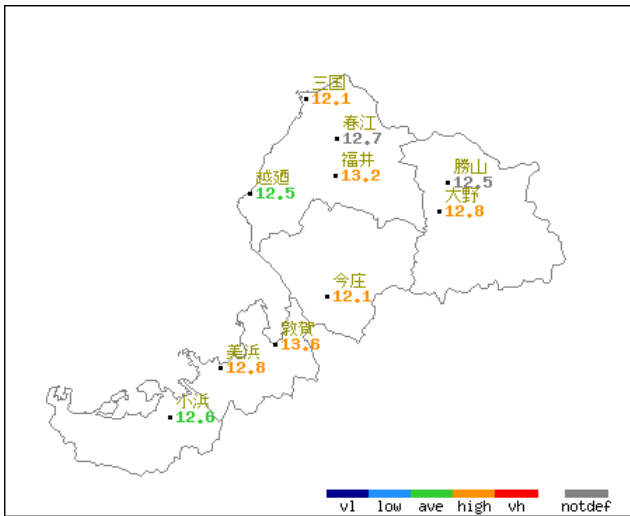 三国
12.1
春江
12.7
福井
13.2
越廼
12.5
勝山
12.5
大野
12.8
今庄
12.1
敦賀
13.6
美浜
12.8
小浜
12.6
vl low ave high vh notdef